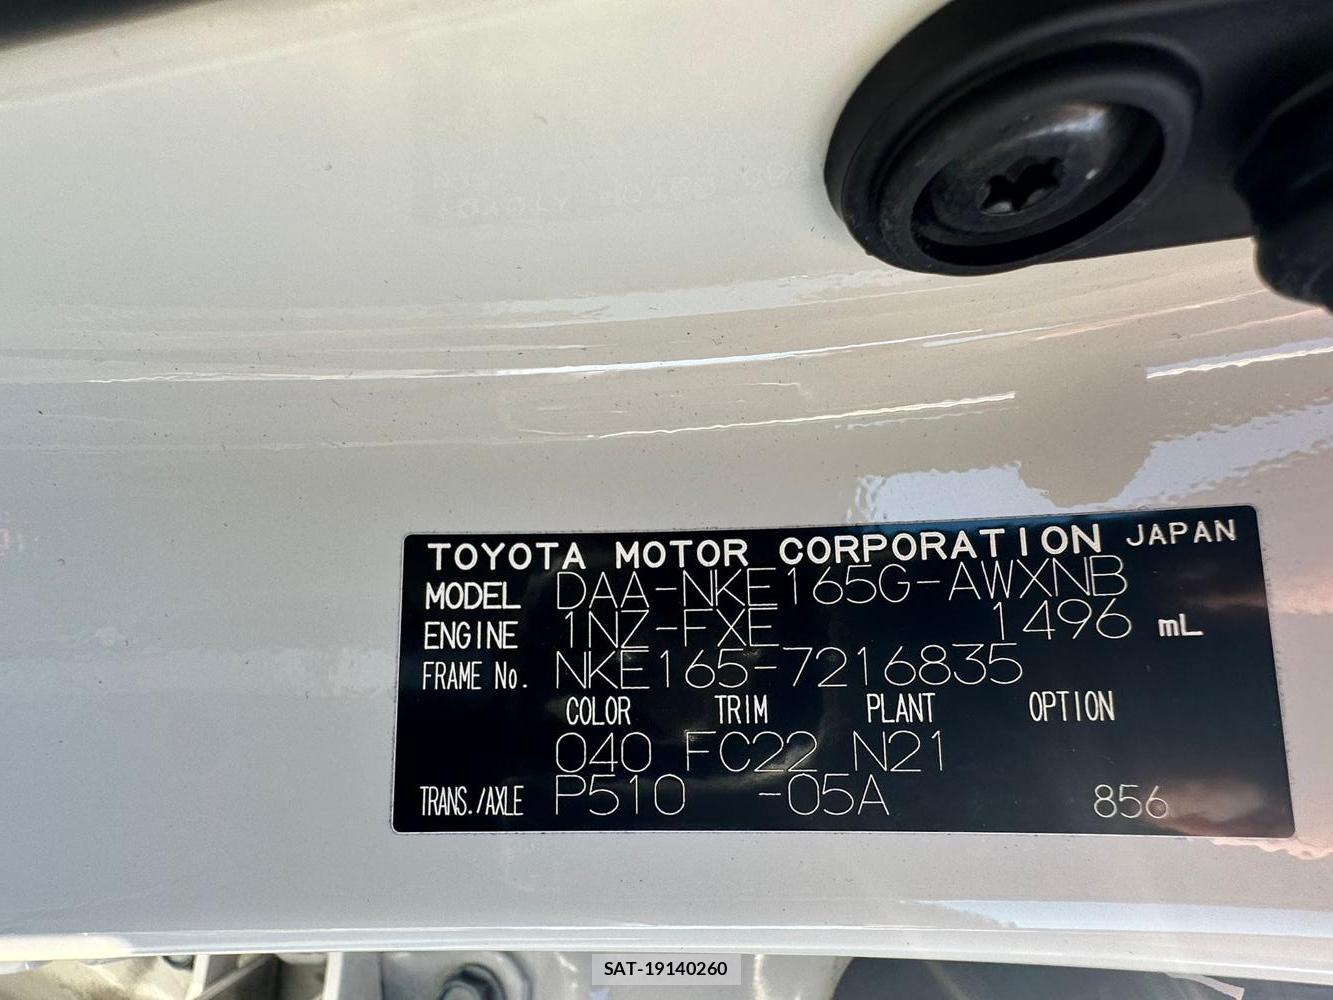 TOYOTA MOTOR CORPORATION JAPAN
MODEL DAA-NKE165G-AWXNB
ENGINE 1NZ-FXE 1496 mL
FRAME No. NKE165-7216835
COLOR TRIM PLANT OPTION
040 FC22 N21
TRANS./AXLE P510 -05A 856
SAT-19140260